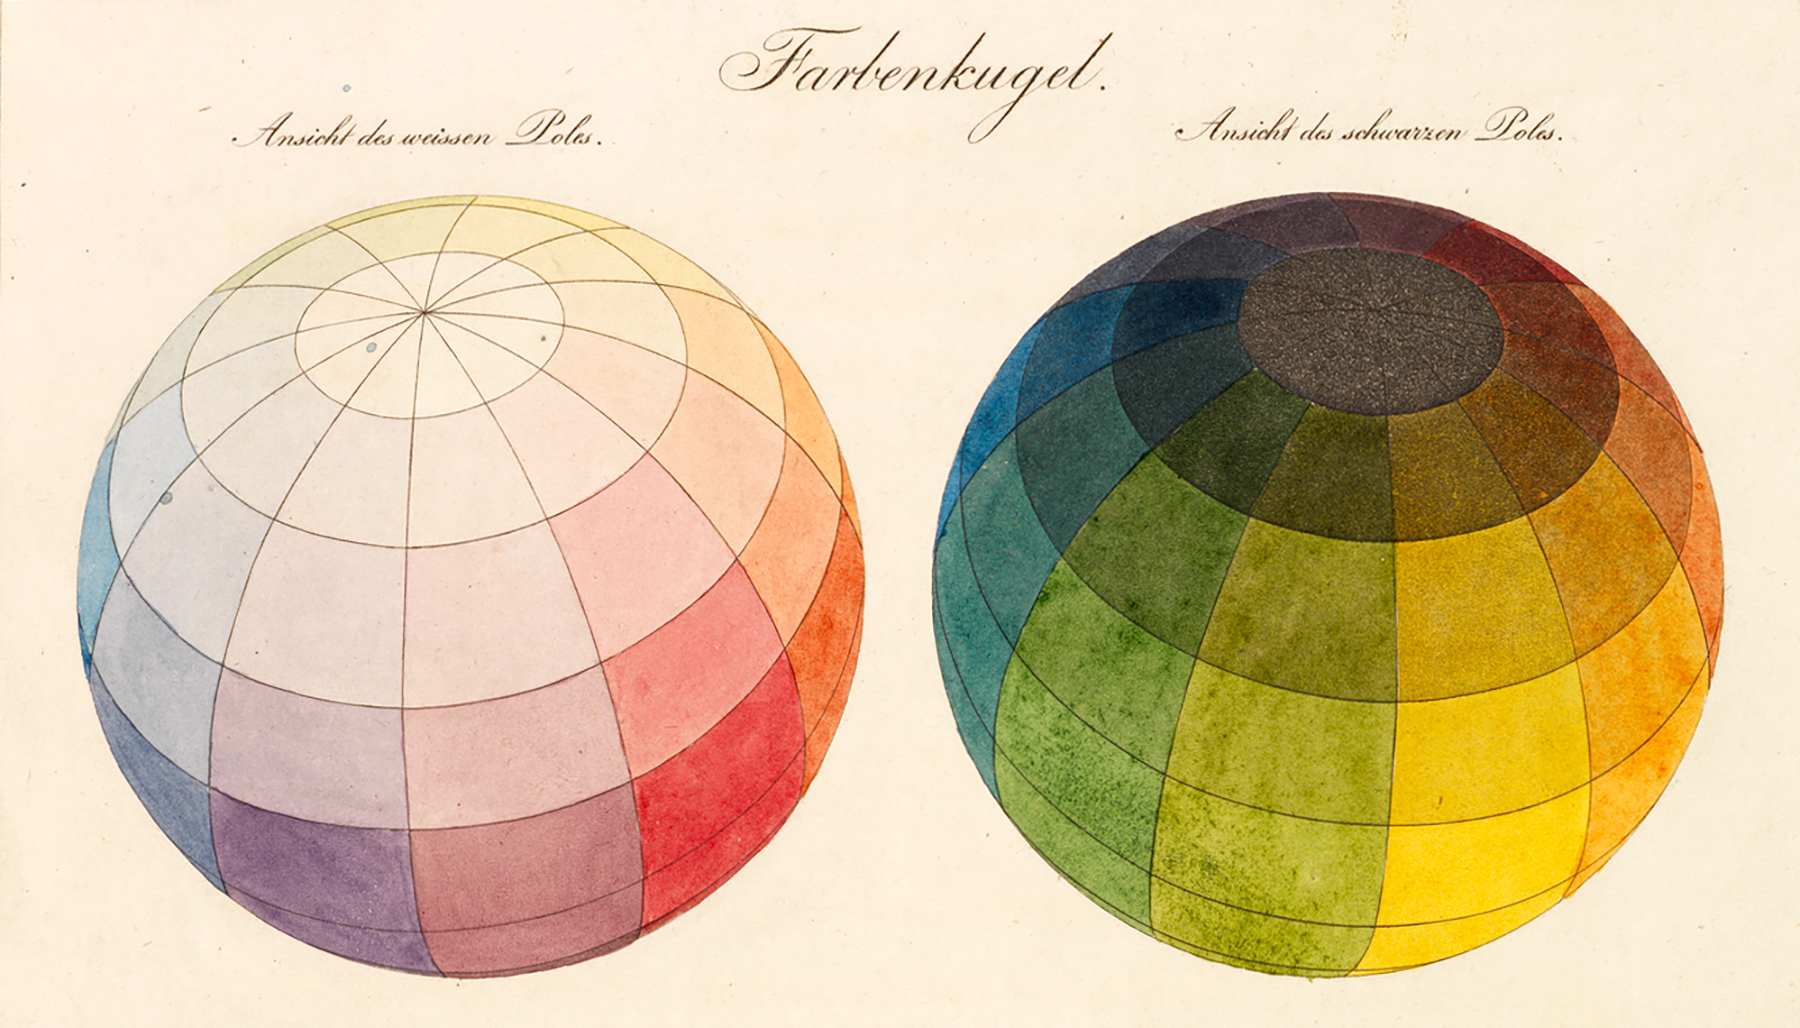 Farbenkugel.
Ansicht des weissen Poles.
Ansicht des schwarzen Poles.